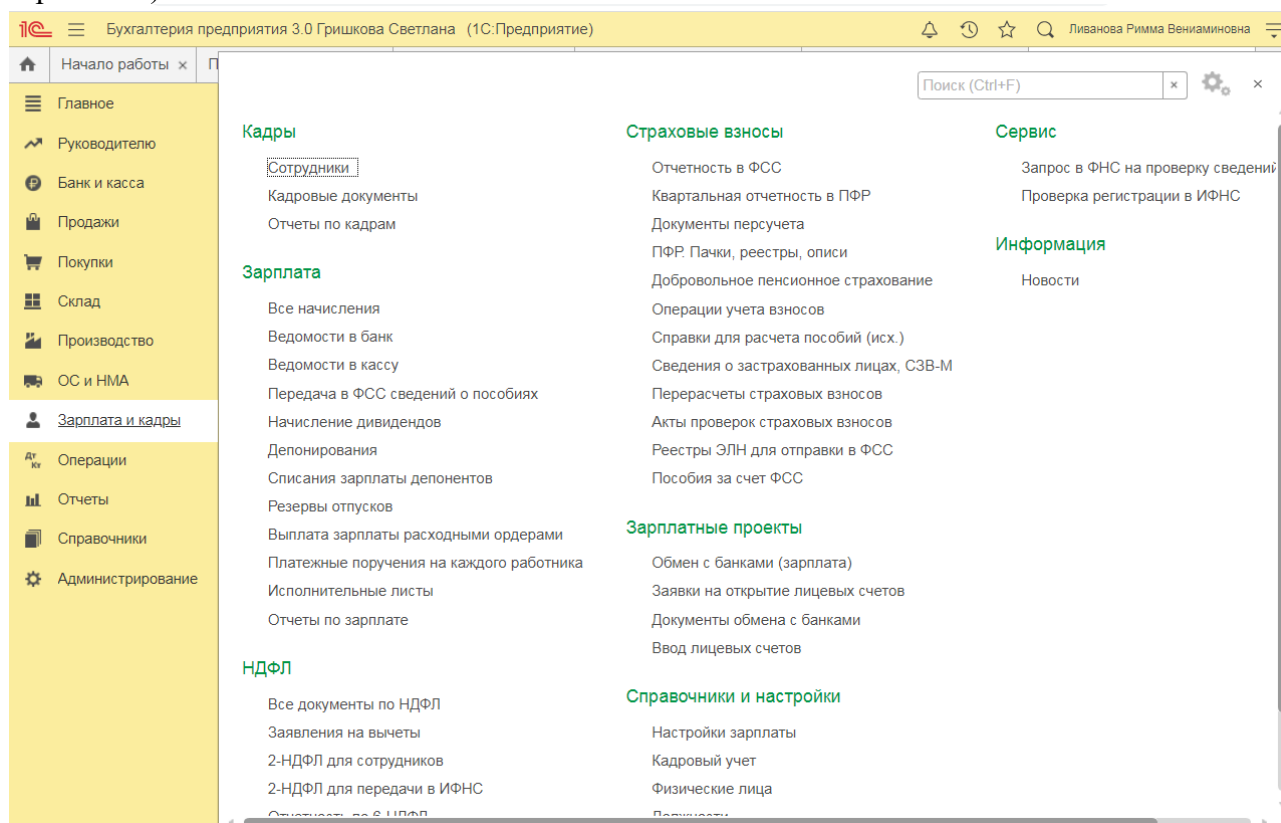 Бухгалтерия предприятия 3.0 Гришкова Светлана (1С:Предприятие)
Ливанова Римма Вениаминовна
Начало работы ×
Поиск (Ctrl+F) ×
×
Главное
Руководителю
Банк и касса
Продажи
Покупки
Склад
Производство
ОС и НМА
Зарплата и кадры
Операции
Отчеты
Справочники
Администрирование
Кадры
Сотрудники
Кадровые документы
Отчеты по кадрам
Зарплата
Все начисления
Ведомости в банк
Ведомости в кассу
Передача в ФСС сведений о пособиях
Начисление дивидендов
Депонирования
Списания зарплаты депонентов
Резервы отпусков
Выплата зарплаты расходными ордерами
Платежные поручения на каждого работника
Исполнительные листы
Отчеты по зарплате
НДФЛ
Все документы по НДФЛ
Заявления на вычеты
2-НДФЛ для сотрудников
2-НДФЛ для передачи в ИФНС
Страховые взносы
Отчетность в ФСС
Квартальная отчетность в ПФР
Документы персучета
ПФР. Пачки, реестры, описи
Добровольное пенсионное страхование
Операции учета взносов
Справки для расчета пособий (исх.)
Сведения о застрахованных лицах, СЗВ-М
Перерасчеты страховых взносов
Акты проверок страховых взносов
Реестры ЭЛН для отправки в ФСС
Пособия за счет ФСС
Зарплатные проекты
Обмен с банками (зарплата)
Заявки на открытие лицевых счетов
Документы обмена с банками
Ввод лицевых счетов
Справочники и настройки
Настройки зарплаты
Кадровый учет
Физические лица
Сервис
Запрос в ФНС на проверку сведений
Проверка регистрации в ИФНС
Информация
Новости